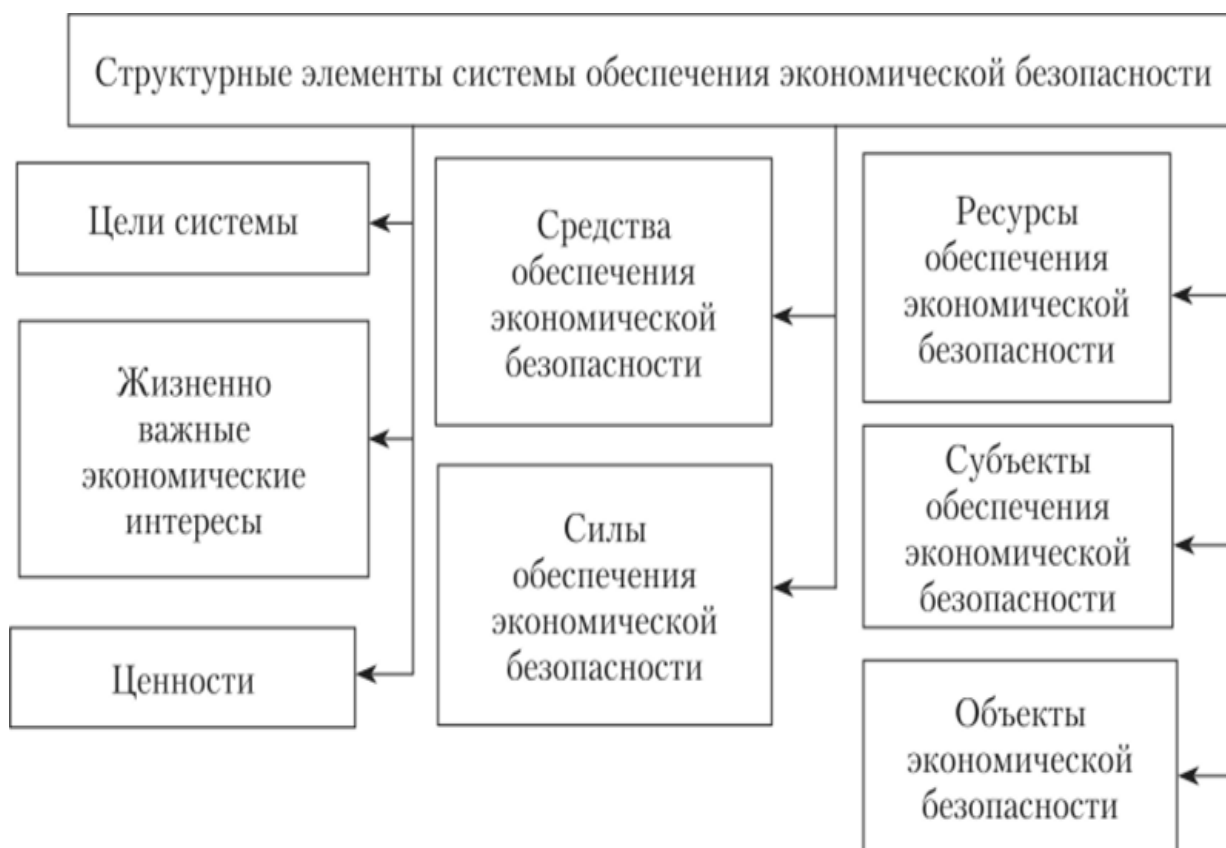 Структурные элементы системы обеспечения экономической безопасности
Цели системы
Жизненно
важные
экономические
интересы
Ценности
Средства
обеспечения
экономической
безопасности
Силы
обеспечения
экономической
безопасности
Ресурсы
обеспечения
экономической
безопасности
Субъекты
обеспечения
экономической
безопасности
Объекты
экономической
безопасности